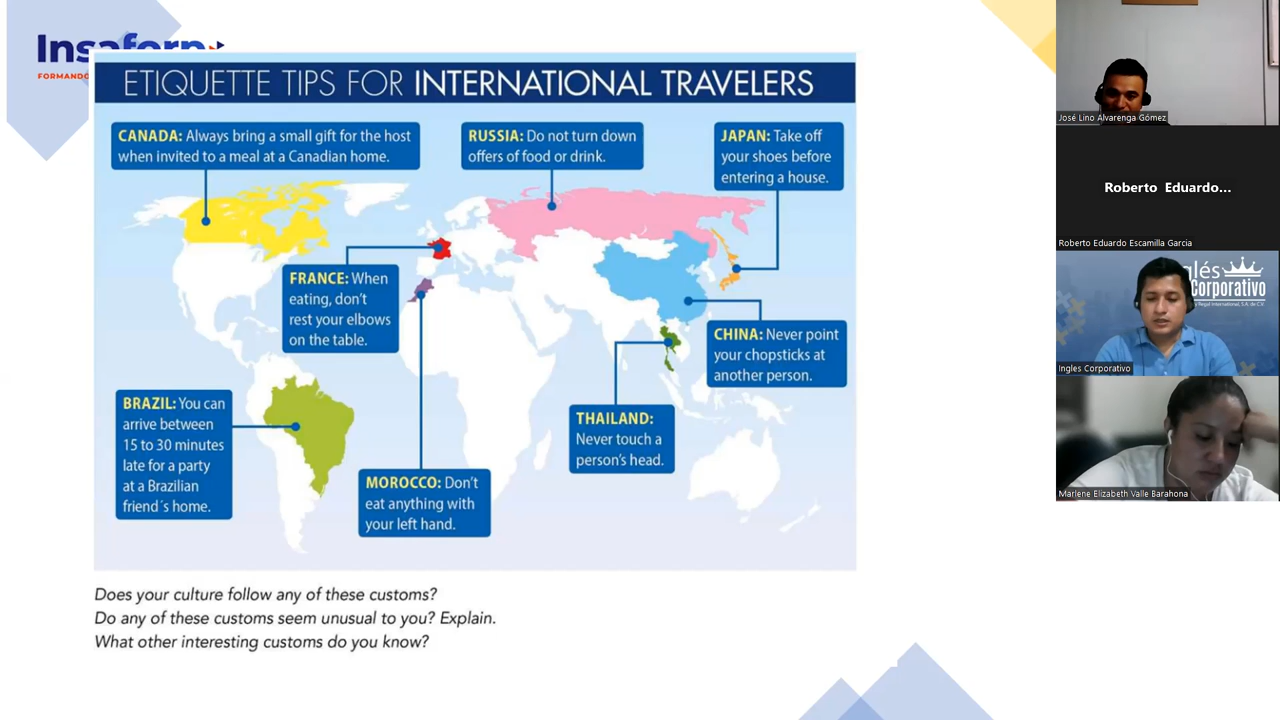 Insaforp
FORMANDO
ETIQUETTE TIPS FOR INTERNATIONAL TRAVELERS
CANADA: Always bring a small gift for the host
when invited to a meal at a Canadian home.
RUSSIA: Do not turn down
offers of food or drink.
JAPAN: Take off
your shoes before
entering a house.
FRANCE: When
eating, don't
rest your elbows
on the table.
CHINA: Never point
your chopsticks at
another person.
BRAZIL: You can
arrive between
15 to 30 minutes
late for a party
at a Brazilian
friend´s home.
THAILAND:
Never touch a
person's head.
MOROCCO: Don't
eat anything with
your left hand.
Does your culture follow any of these customs?
Do any of these customs seem unusual to you? Explain.
What other interesting customs do you know?
José Lino Alvarenga Gómez
Roberto Eduardo...
Roberto Eduardo Escamilla Garcia
glés
Corporativo
Regal International, S.A. de C.V.
Ingles Corporativo
Marlene Elizabeth Valle Barahona